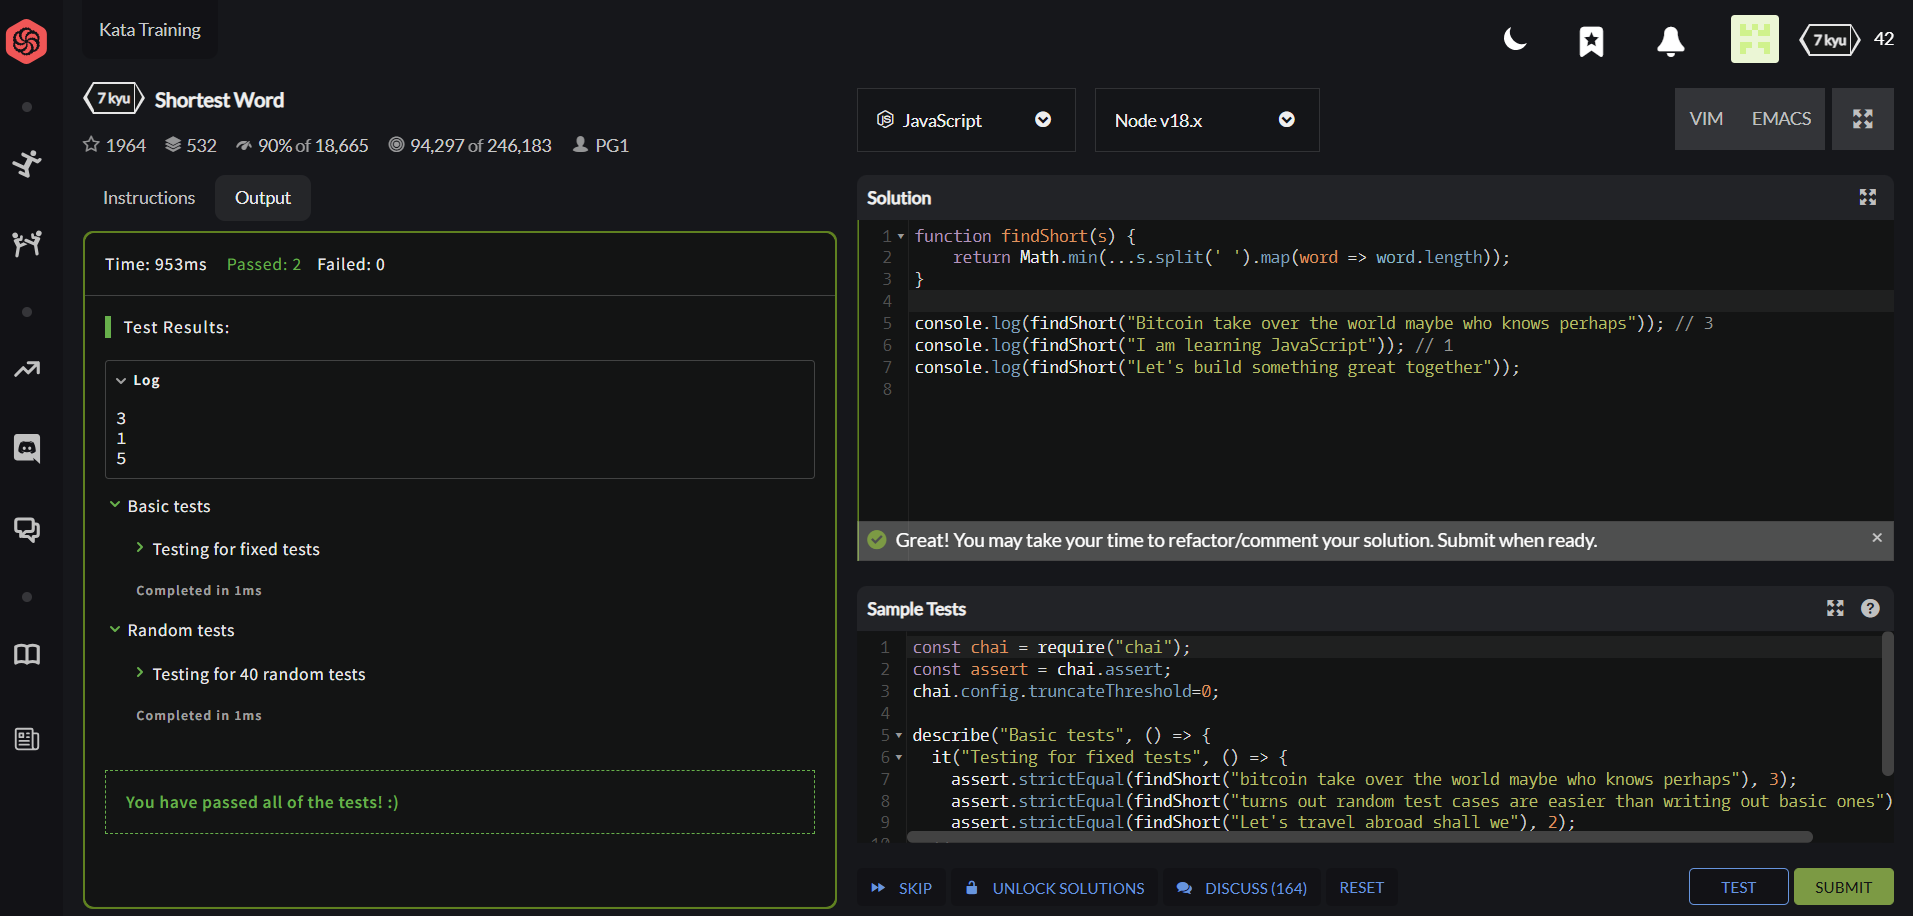 Kata Training
7 kyu 42
7 kyu Shortest Word
1964 532 90% of 18,665 94,297 of 246,183 PG1
JavaScript Node v18.x VIM EMACS
Instructions Output
Time: 953ms Passed: 2 Failed: 0
Test Results:
Log
3
1
5
Basic tests
Testing for fixed tests
Completed in 1ms
Random tests
Testing for 40 random tests
Completed in 1ms
You have passed all of the tests! :)
Solution
1 function findShort(s) {
2 return Math.min(...s.split(' ').map(word => word.length));
3 }
4
5 console.log(findShort("Bitcoin take over the world maybe who knows perhaps")); // 3
6 console.log(findShort("I am learning JavaScript")); // 1
7 console.log(findShort("Let's build something great together"));
8
Great! You may take your time to refactor/comment your solution. Submit when ready. ×
Sample Tests ?
1 const chai = require("chai");
2 const assert = chai.assert;
3 chai.config.truncateThreshold=0;
4
5 describe("Basic tests", () => {
6 it("Testing for fixed tests", () => {
7 assert.strictEqual(findShort("bitcoin take over the world maybe who knows perhaps"), 3);
8 assert.strictEqual(findShort("turns out random test cases are easier than writing out basic ones")
9 assert.strictEqual(findShort("Let's travel abroad shall we"), 2);
SKIP UNLOCK SOLUTIONS DISCUSS (164) RESET TEST SUBMIT